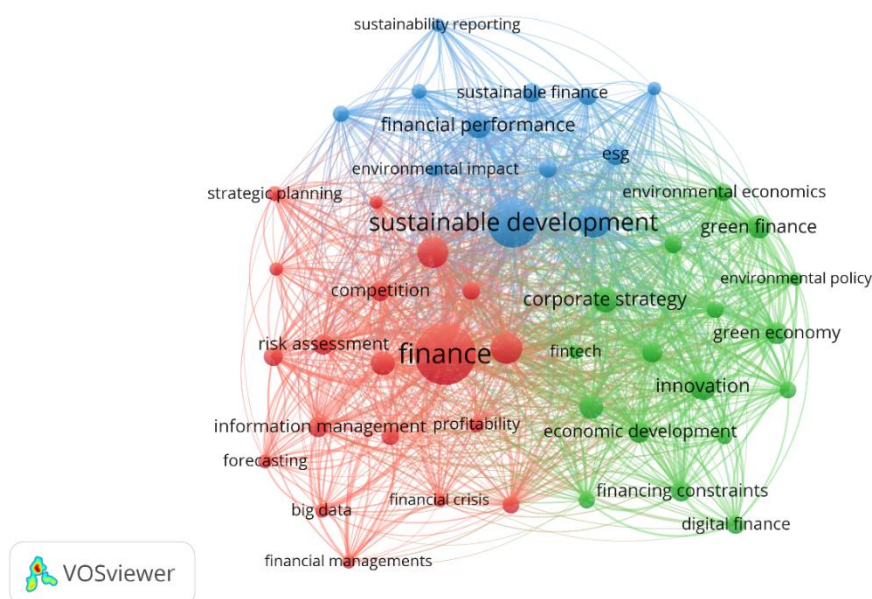 sustainability reporting
sustainable finance
financial performance
esg
environmental impact
strategic planning
environmental economics
sustainable development
green finance
environmental policy
competition
corporate strategy
green economy
risk assessment
finance
fintech
innovation
information management
profitability
economic development
forecasting
financing constraints
financial crisis
big data
digital finance
financial managements
VOSviewer